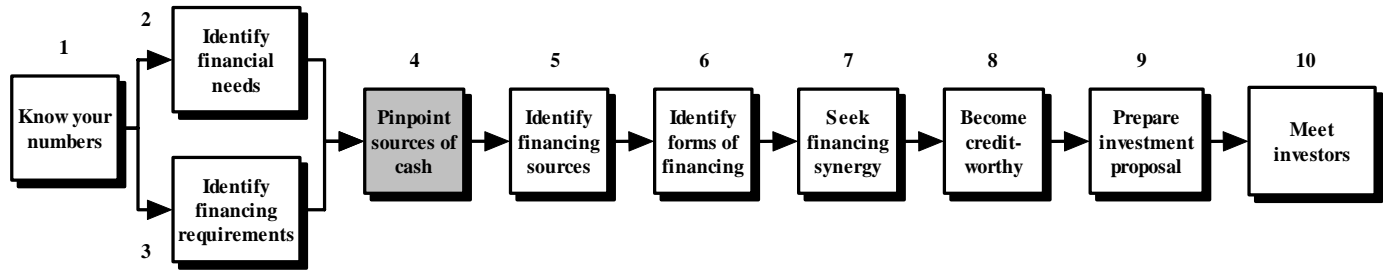 1
Know your
numbers
2
Identify
financial
needs
3
Identify
financing
requirements
4
Pinpoint
sources of
cash
5
Identify
financing
sources
6
Identify
forms of
financing
7
Seek
financing
synergy
8
Become
credit-
worthy
9
Prepare
investment
proposal
10
Meet
investors